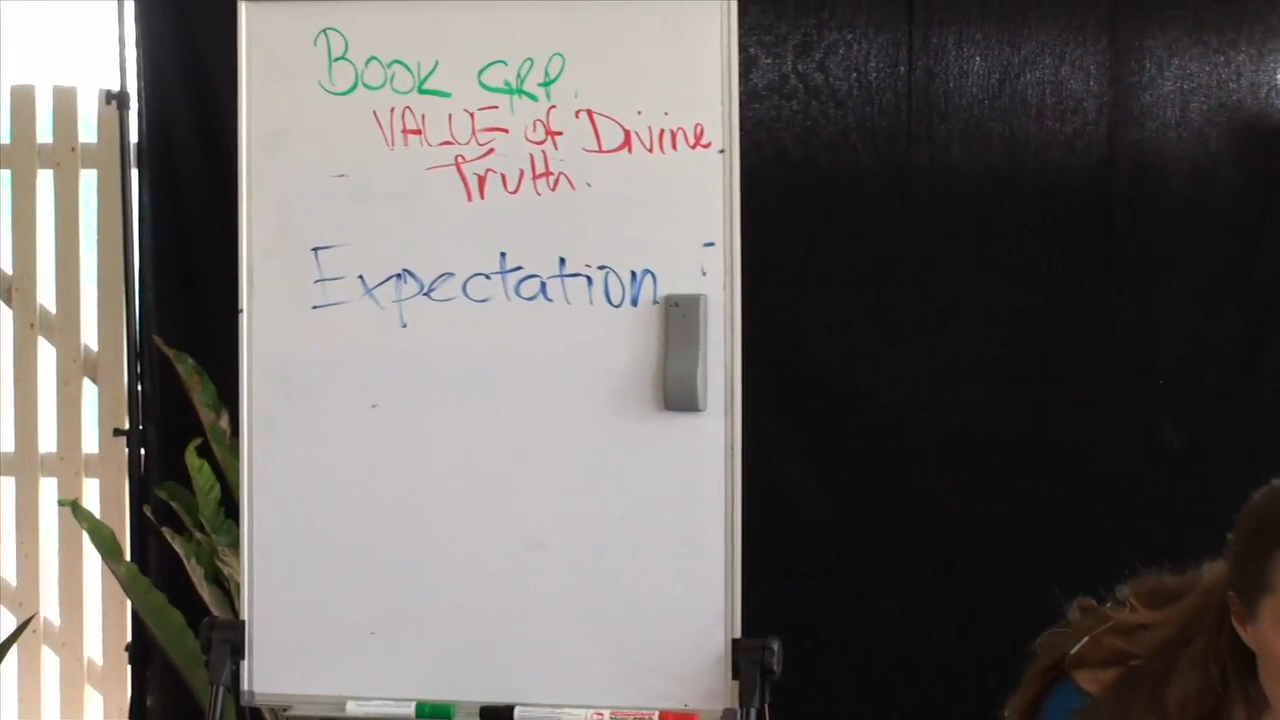 BOOK GRP.
VALUE of Divine
Truth.
Expectation